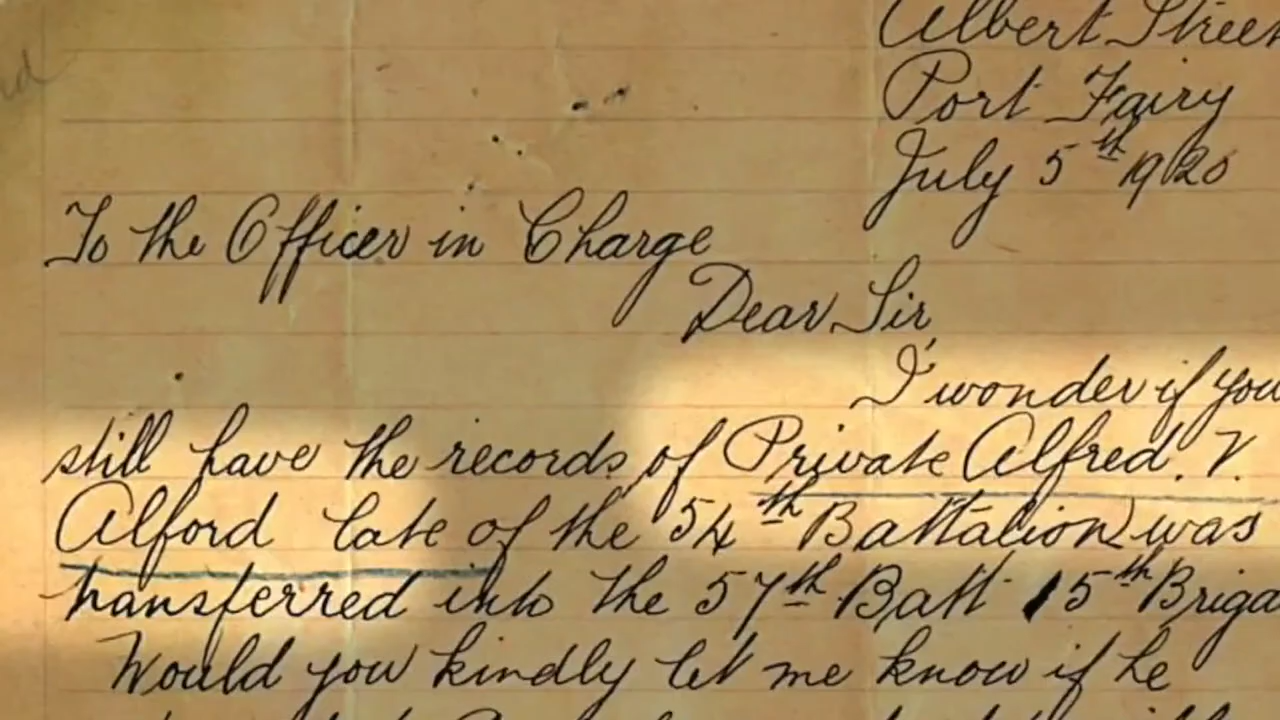 Albert Street
Port Fairy
July 5th 1920
To the Officer in Charge
Dear Sir,
I wonder if you
still have the records of Private Alfred. V.
Alford late of the 54th Battalion was
transferred into the 57th Batt 15th Briga
Would you kindly let me know if he